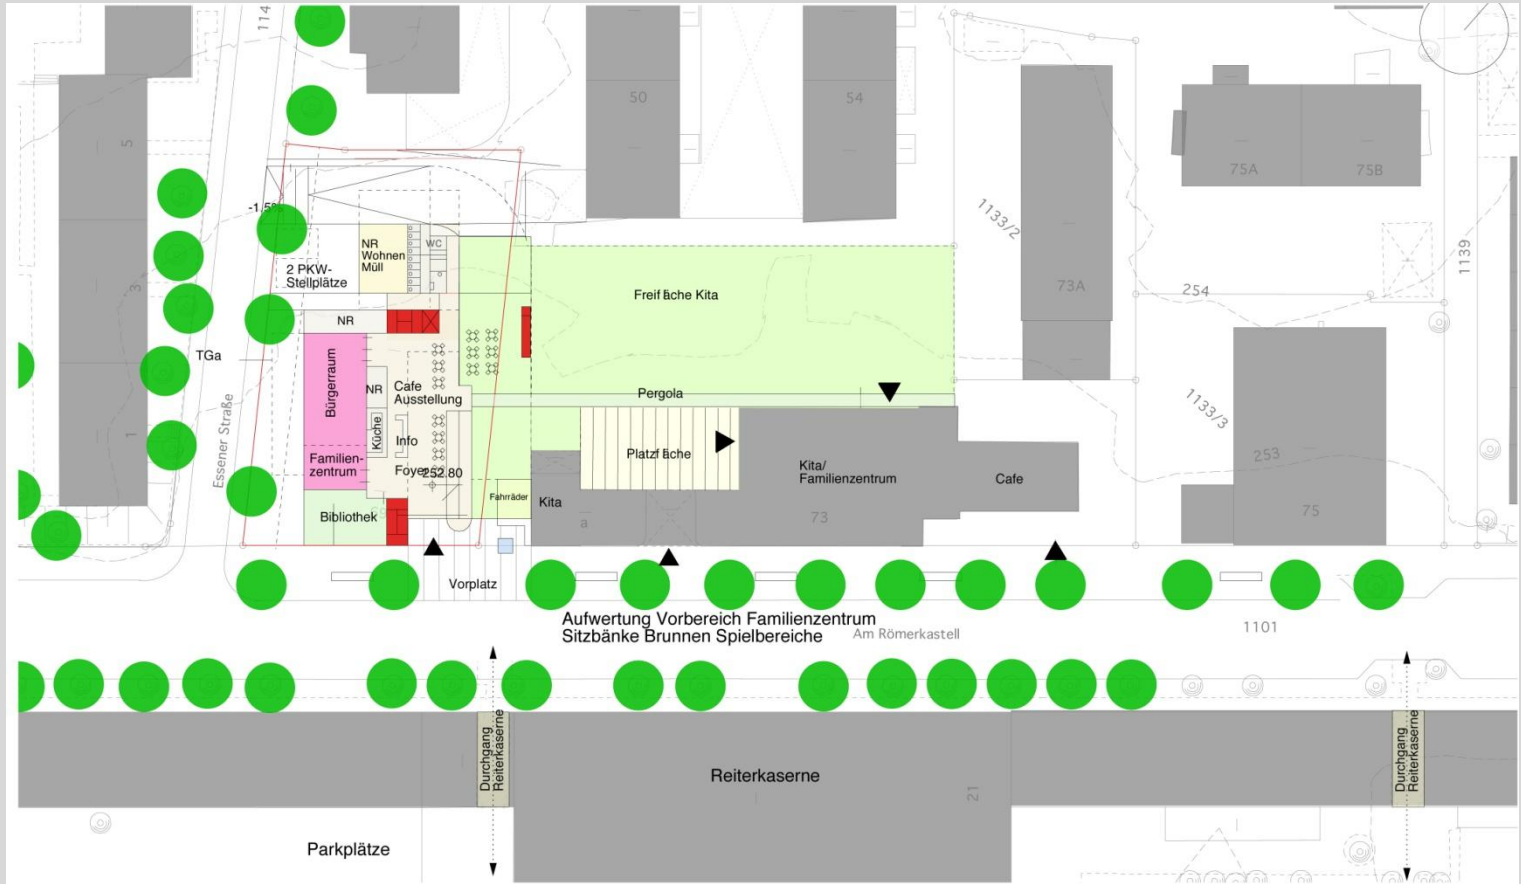 114
50
54
5
75A
75B
-1.5%
NR
Wohnen
Müll
WC
1133/2
1139
2 PKW-
Stellplätze
3
Freifläche Kita
73A
254
NR
TGa
Bürgerraum
NR
Cafe
Ausstellung
Pergola
1133/3
Essener Straße
1
Küche
Info
Platzfläche
253
Familien-
zentrum
Foyer
252.80
Kita/
Familienzentrum
Cafe
Fahrräder
Kita
Bibliothek
a
73
75
Vorplatz
Aufwertung Vorbereich Familienzentrum
Sitzbänke Brunnen Spielbereiche
Am Römerkastell
1101
Durchgang
Reiterkaserne
Reiterkaserne
21
Durchgang
Reiterkaserne
Parkplätze